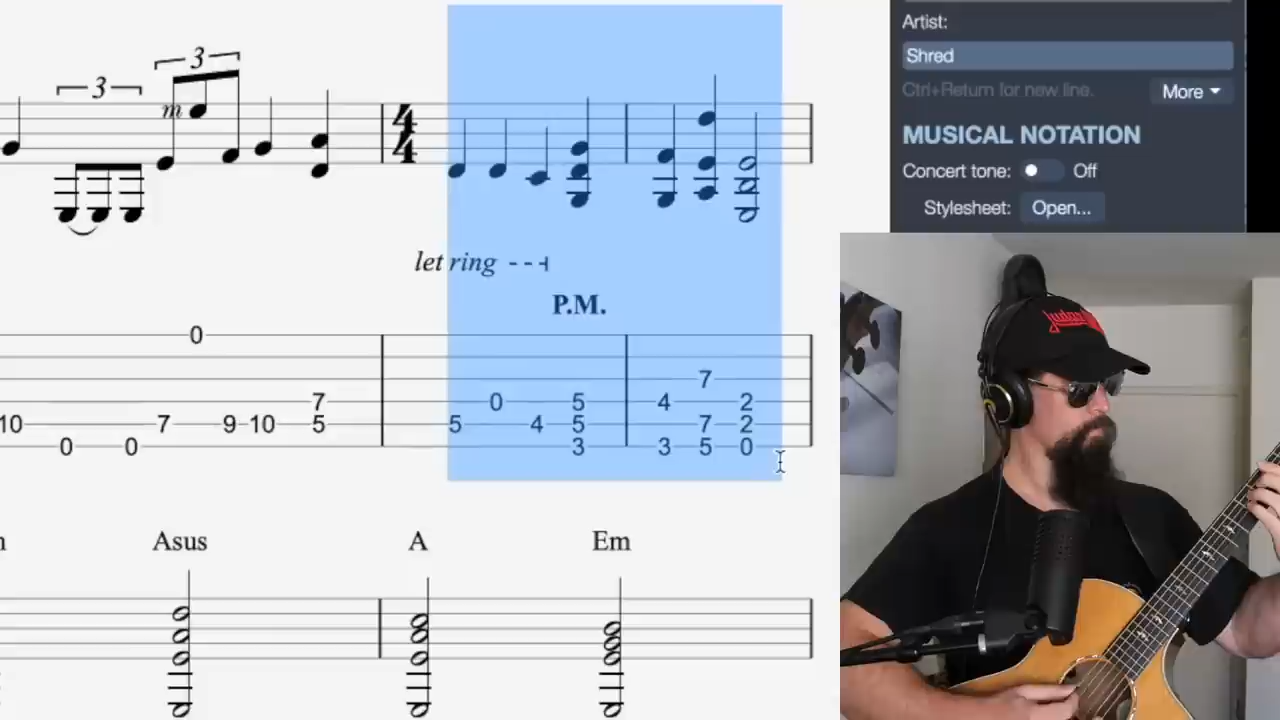 Artist:
Shred
Ctrl+Return for new line.
More
MUSICAL NOTATION
Concert tone: Off
Stylesheet: Open...
3
3
m
4
4
let ring
P.M.
0
7
7
0
5
4
2
10
7
9
10
5
5
4
5
7
2
0
0
3
3
5
0
Asus
A
Em